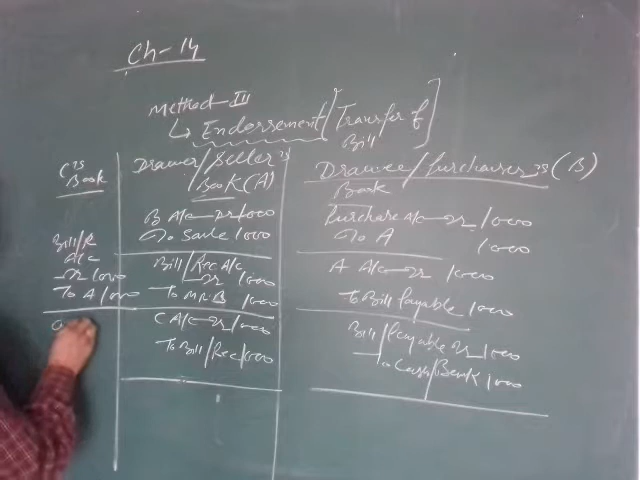 Ch-14
Method-III
↳ Endorsement/Transfer of
Bill
C's
Book
Bill/R
A/c
Dr 1000
To A 1000
Drawer/Seller's
Book (A)
B A/c Dr 1000
To Sale 1000
Bill/Rec A/c
Dr 1000
To Mr B 1000
C A/c Dr 1000
To Bill/Rec 1000
Drawee/Purchaser's (B)
Book
Purchase A/c Dr 1000
To A 1000
A A/c Dr 1000
To Bill Payable 1000
Bill/Payable Dr 1000
To Cash/Bank 1000